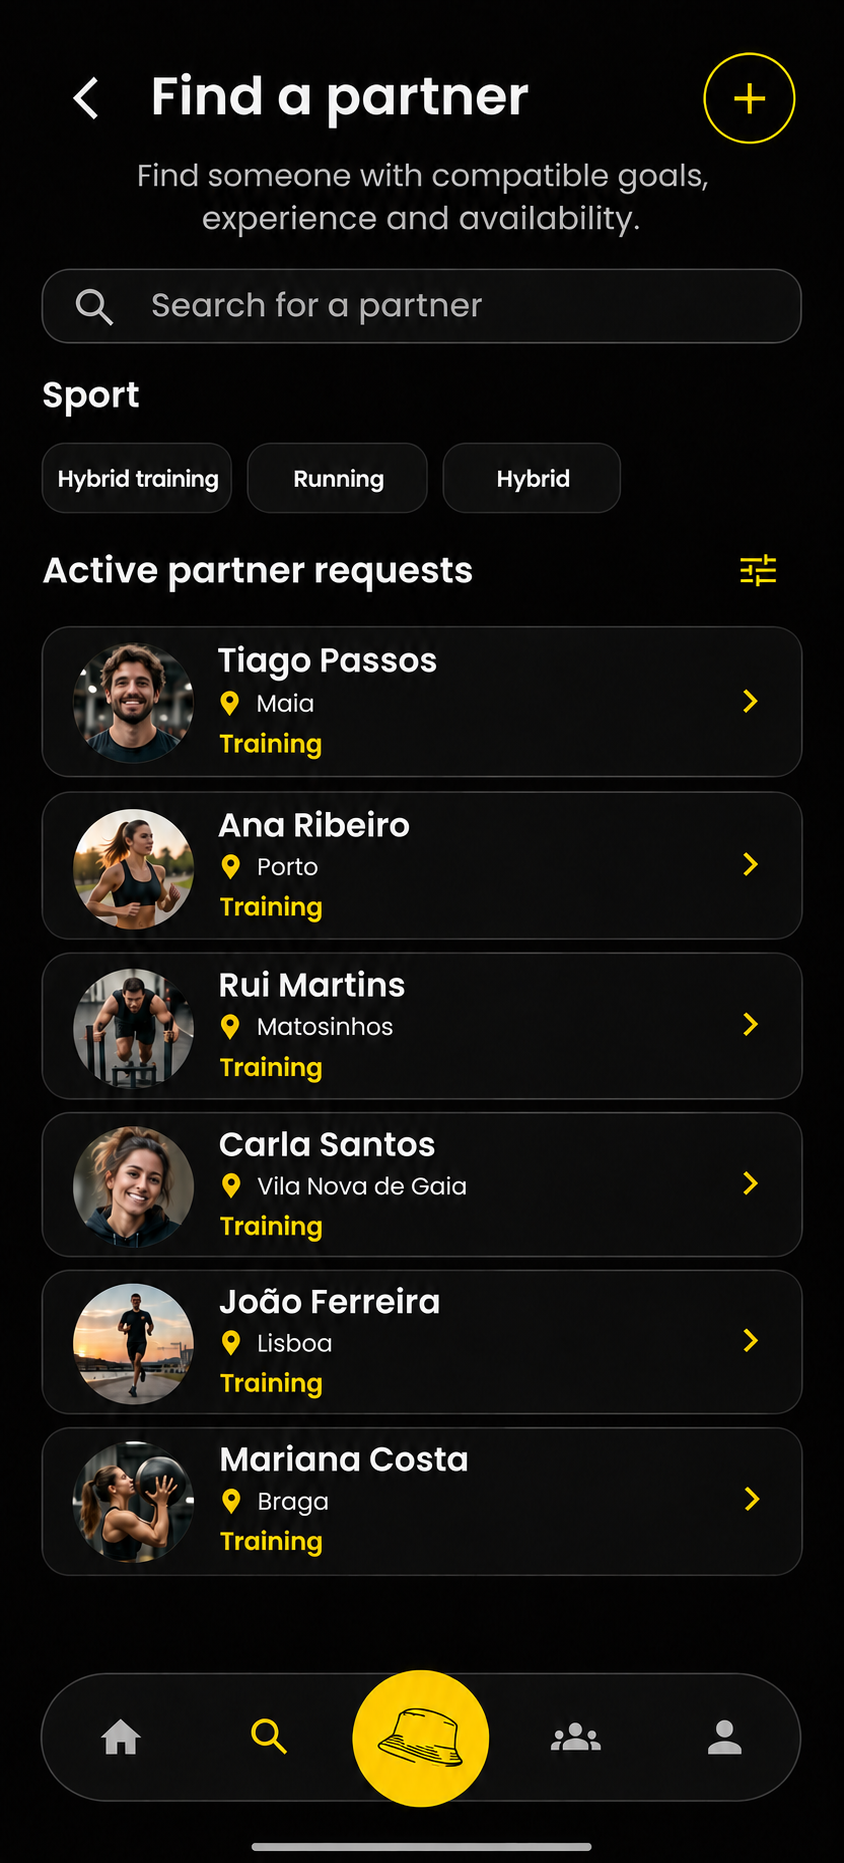 Find a partner
Find someone with compatible goals,
experience and availability.
Search for a partner
Sport
Hybrid training
Running
Hybrid
Active partner requests
Tiago Passos
Maia
Training
Ana Ribeiro
Porto
Training
Rui Martins
Matosinhos
Training
Carla Santos
Vila Nova de Gaia
Training
João Ferreira
Lisboa
Training
Mariana Costa
Braga
Training